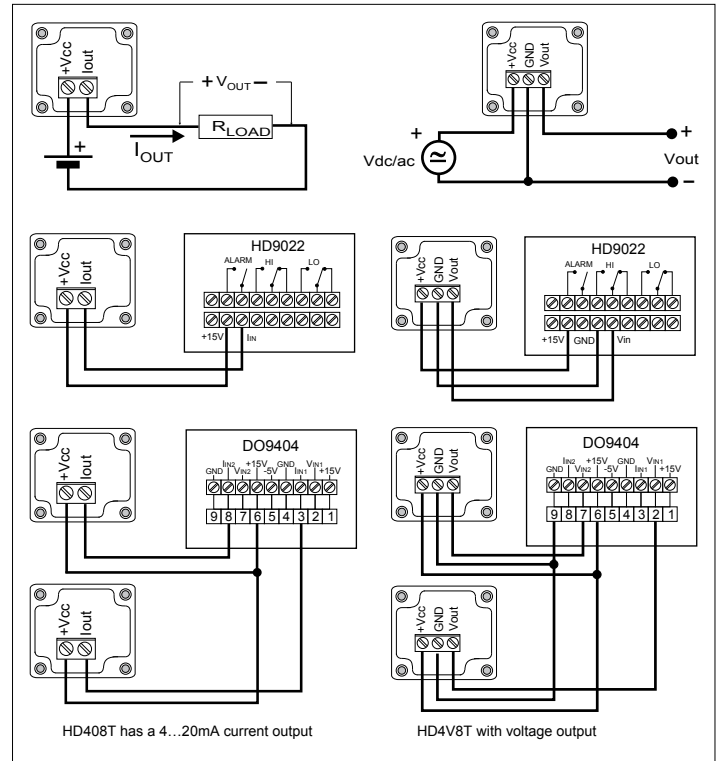 +Vcc
Iout
+ VOUT −
RLOAD
IOUT
+
+Vcc
GND
Vout
+
Vdc/ac
+
Vout
−
+Vcc
Iout
HD9022
ALARM HI LO
+15V IIN
+Vcc
GND
Vout
HD9022
ALARM HI LO
+15V GND Vin
+Vcc
Iout
DO9404
GND IIN2 VIN2 +15V -5V GND IIN1 VIN1 +15V
9 8 7 6 5 4 3 2 1
+Vcc
Iout
+Vcc
GND
Vout
DO9404
GND IIN2 VIN2 +15V -5V GND IIN1 VIN1 +15V
9 8 7 6 5 4 3 2 1
+Vcc
GND
Vout
HD408T has a 4…20mA current output
HD4V8T with voltage output